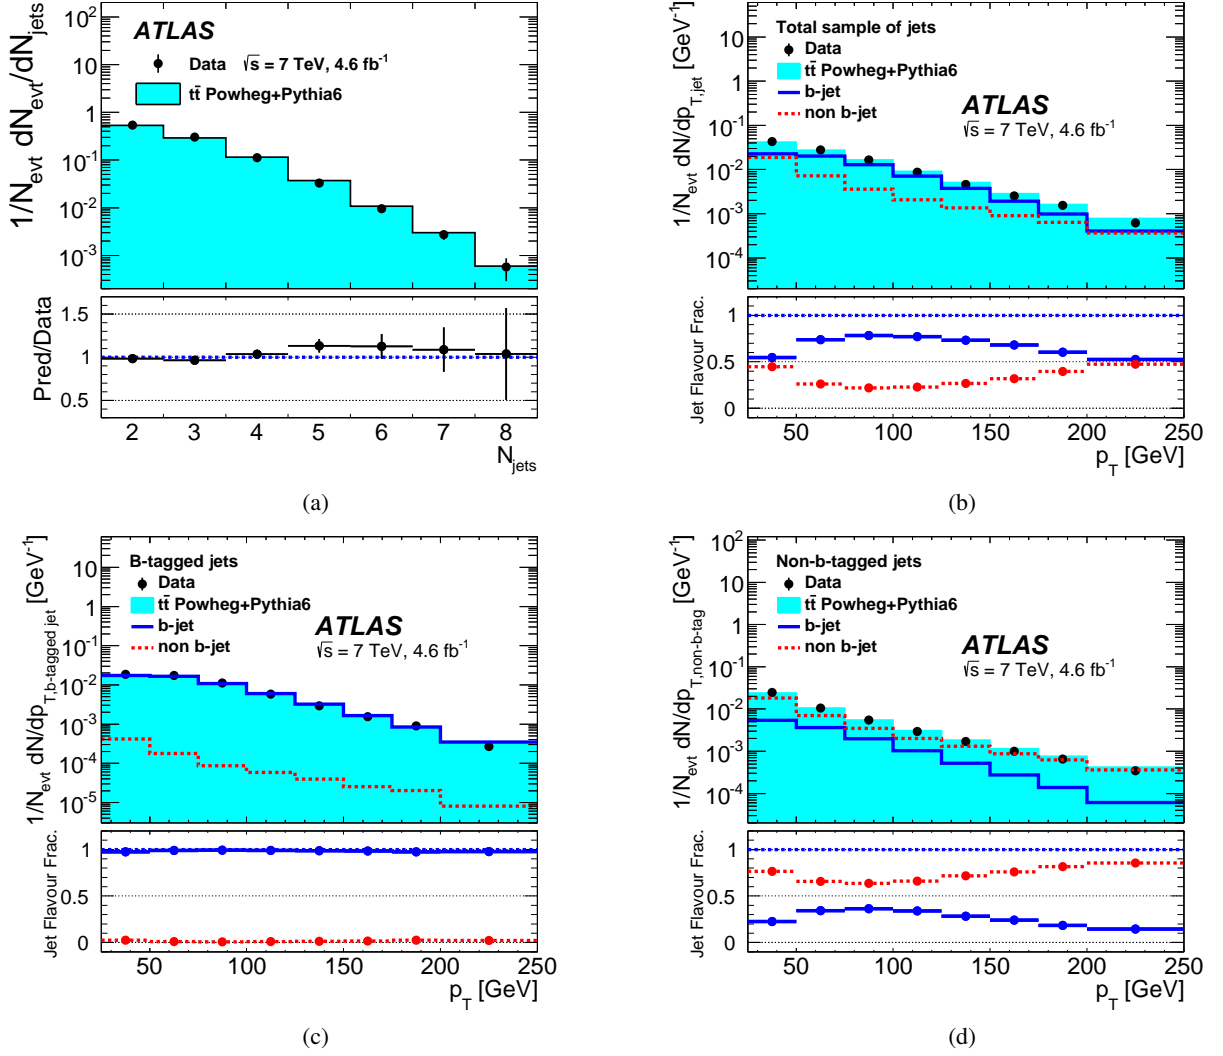 ATLAS
Data √s = 7 TeV, 4.6 fb⁻¹
tt̄ Powheg+Pythia6
1/N_evt dN_evt/dN_jets
10²
10
1
10⁻¹
10⁻²
10⁻³
Pred/Data
1.5
1
0.5
2 3 4 5 6 7 8
N_jets
(a)
Total sample of jets
Data
tt̄ Powheg+Pythia6
b-jet
non b-jet
ATLAS
√s = 7 TeV, 4.6 fb⁻¹
1/N_evt dN/dp_T,jet [GeV⁻¹]
10
1
10⁻¹
10⁻²
10⁻³
10⁻⁴
Jet Flavour Frac.
1
0.5
0
50 100 150 200 250
p_T [GeV]
(b)
B-tagged jets
Data
tt̄ Powheg+Pythia6
b-jet
non b-jet
ATLAS
√s = 7 TeV, 4.6 fb⁻¹
1/N_evt dN/dp_T,b-tagged jet [GeV⁻¹]
10
1
10⁻¹
10⁻²
10⁻³
10⁻⁴
10⁻⁵
Jet Flavour Frac.
1
0.5
0
50 100 150 200 250
p_T [GeV]
(c)
Non-b-tagged jets
Data
tt̄ Powheg+Pythia6
b-jet
non b-jet
ATLAS
√s = 7 TeV, 4.6 fb⁻¹
1/N_evt dN/dp_T,non-b-tag [GeV⁻¹]
10²
10
1
10⁻¹
10⁻²
10⁻³
10⁻⁴
Jet Flavour Frac.
1
0.5
0
50 100 150 200 250
p_T [GeV]
(d)